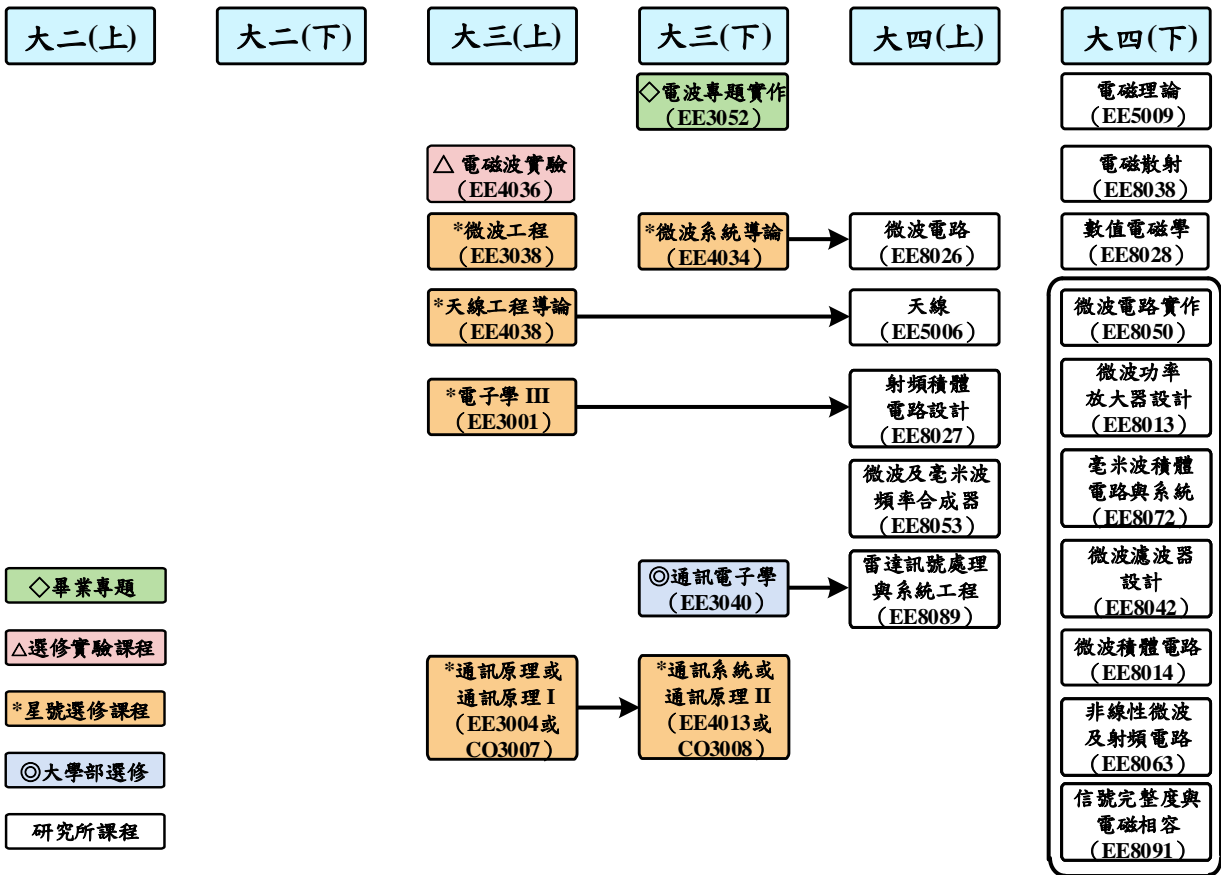 大二(上)
大二(下)
大三(上)
大三(下)
大四(上)
大四(下)
◇電波專題實作
（EE3052）
電磁理論
（EE5009）
△ 電磁波實驗
（EE4036）
電磁散射
（EE8038）
*微波工程
（EE3038）
*微波系統導論
（EE4034）
微波電路
（EE8026）
數值電磁學
（EE8028）
*天線工程導論
（EE4038）
天線
（EE5006）
微波電路實作
（EE8050）
*電子學 III
（EE3001）
射頻積體
電路設計
（EE8027）
微波功率
放大器設計
（EE8013）
微波及毫米波
頻率合成器
（EE8053）
毫米波積體
電路與系統
（EE8072）
◎通訊電子學
（EE3040）
雷達訊號處理
與系統工程
（EE8089）
微波濾波器
設計
（EE8042）
*通訊原理或
通訊原理 I
（EE3004或
CO3007）
*通訊系統或
通訊原理 II
（EE4013或
CO3008）
微波積體電路
（EE8014）
非線性微波
及射頻電路
（EE8063）
信號完整度與
電磁相容
（EE8091）
◇畢業專題
△選修實驗課程
*星號選修課程
◎大學部選修
研究所課程